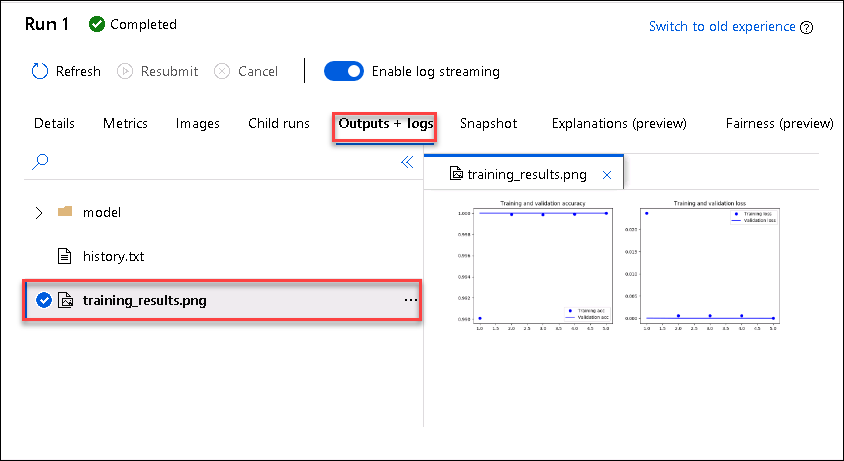 Run 1 Completed
Switch to old experience
Refresh Resubmit Cancel Enable log streaming
Details Metrics Images Child runs Outputs + logs Snapshot Explanations (preview) Fairness (preview)
training_results.png
model
history.txt
training_results.png
Training and validation accuracy
1.000
0.998
0.996
0.994
0.992
0.990
Training acc
Validation acc
1.0 1.5 2.0 2.5 3.0 3.5 4.0 4.5 5.0
Training and validation loss
Training loss
Validation loss
0.020
0.015
0.010
0.005
0.000
1.0 1.5 2.0 2.5 3.0 3.5 4.0 4.5 5.0